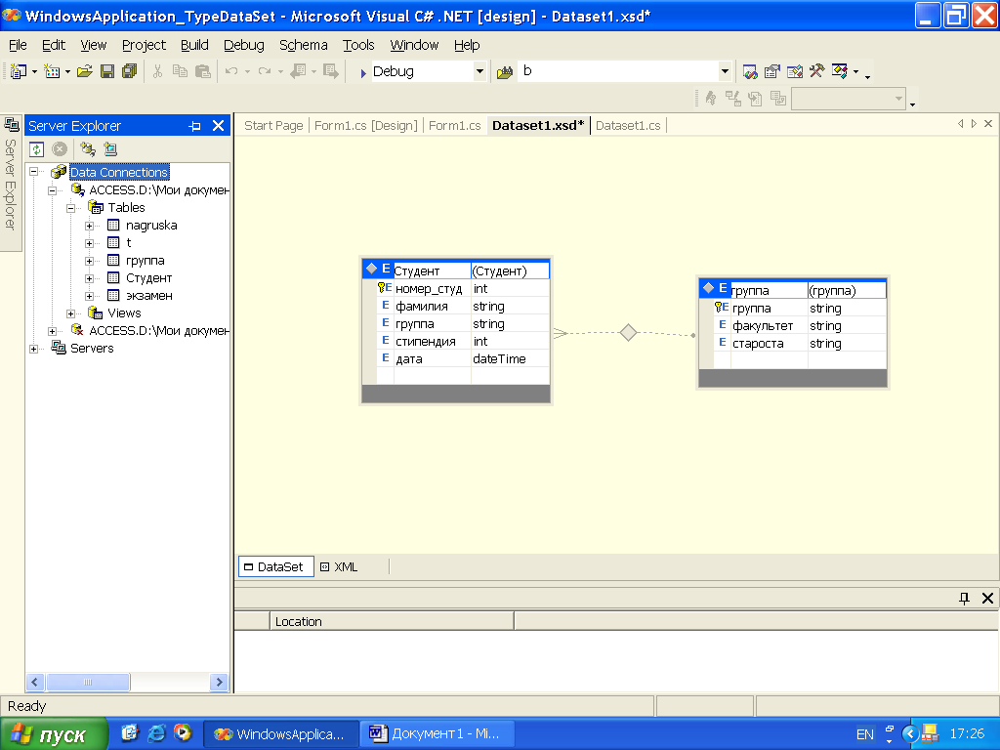 WindowsApplication_TypeDataSet - Microsoft Visual C# .NET [design] - Dataset1.xsd*
File Edit View Project Build Debug Schema Tools Window Help
Debug b
Server Explorer
Start Page Form1.cs [Design] Form1.cs Dataset1.xsd* Dataset1.cs
Server Explorer
Data Connections
ACCESS.D:\Мои докумен
Tables
nagruska
t
группа
Студент
экзамен
Views
ACCESS.D:\Мои докумен
Servers
E Студент (Студент)
E номер_студ int
E фамилия string
E группа string
E стипендия int
E дата dateTime
E группа (группа)
E группа string
E факультет string
E староста string
DataSet XML
Location
Ready
пуск WindowsApplica... Документ1 - Mi... EN 17:26